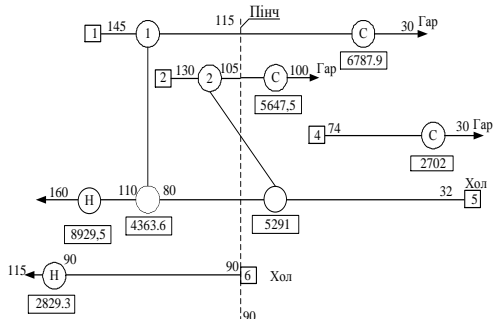 Пінч
1 145 1 115 С 30 Гар
6787.9
2 130 2 105 С 100 Гар
5647,5
4 74 С 30 Гар
2702
160 Н 110 80 32 Хол 5
8929,5 4363.6 5291
115 Н 90 90 6 Хол
2829.3
90